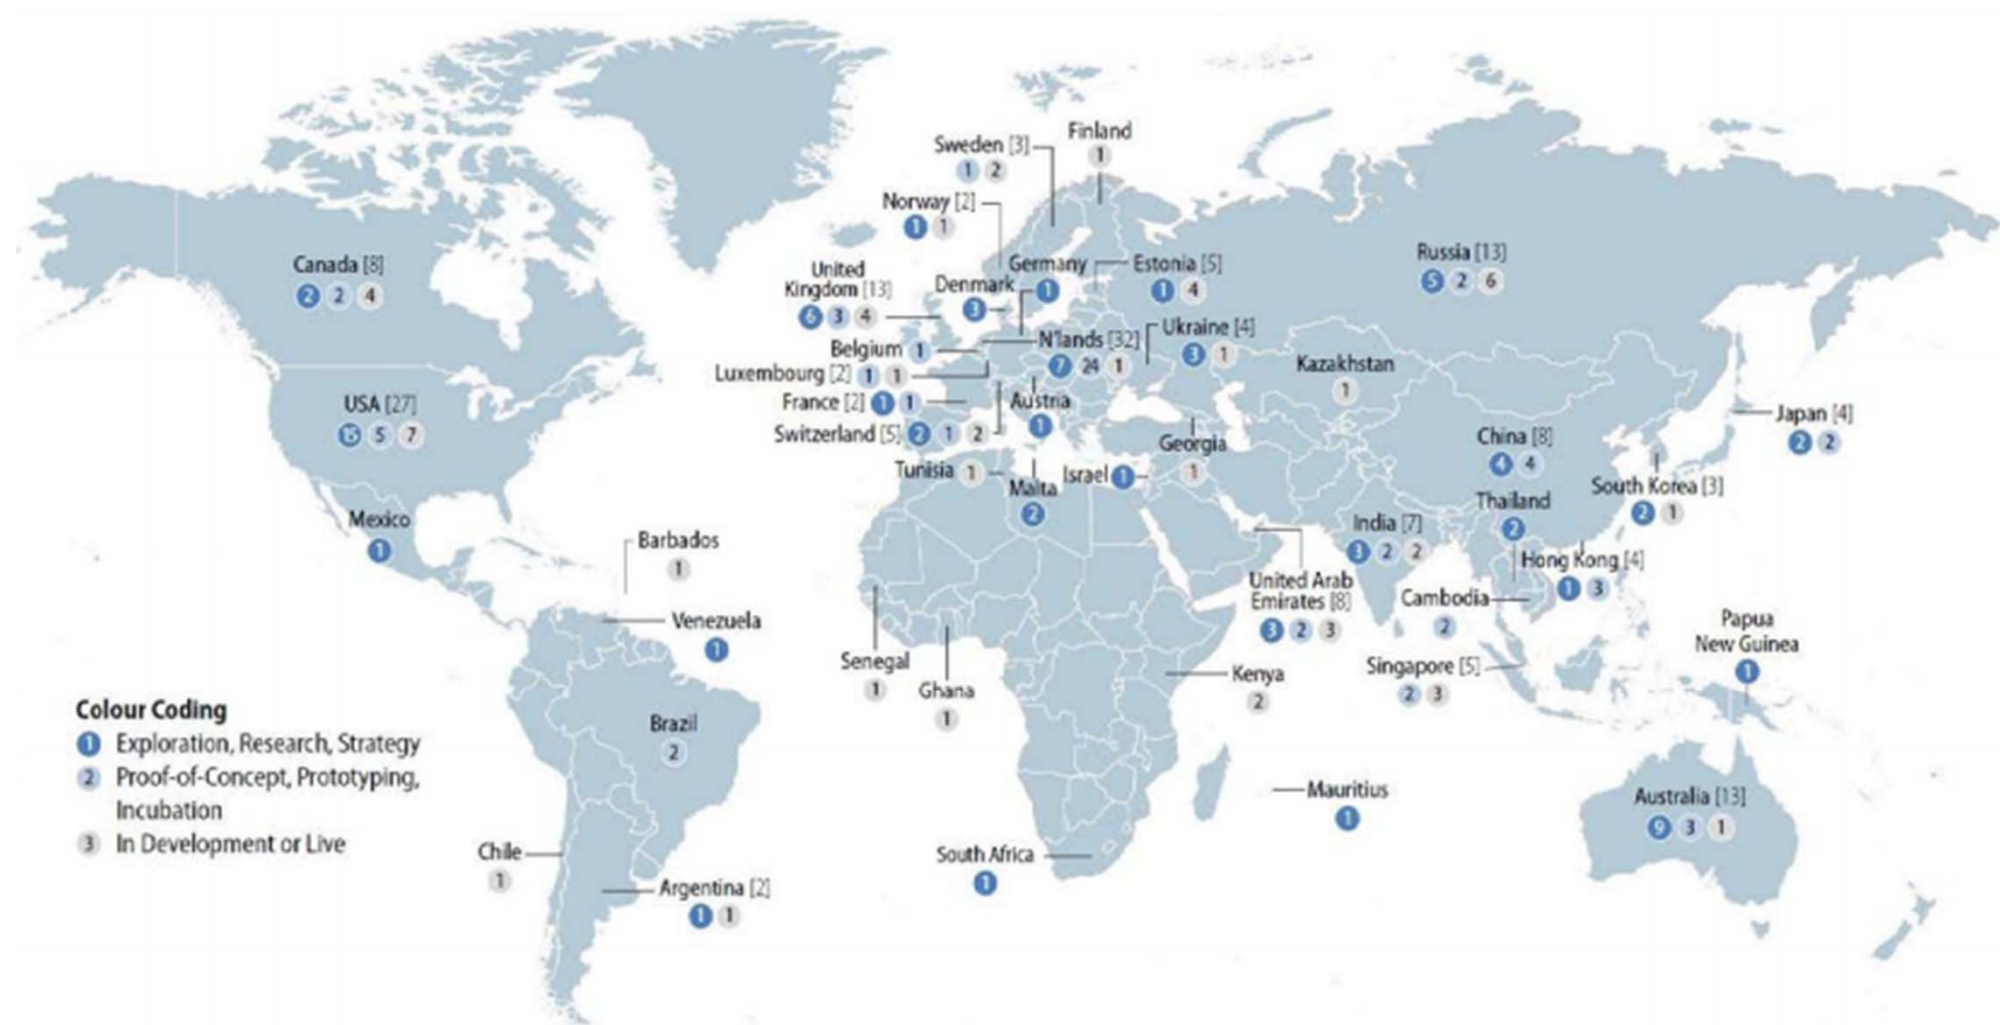 Finland
1
Sweden [3]
1 2
Norway [2]
1 1
Canada [8]
2 2 4
United
Kingdom [13]
6 3 4
Denmark
3
Germany
1
Estonia [5]
1 4
Russia [13]
5 2 6
Belgium 1
N'lands [32]
7 24 1
Ukraine [4]
3 1
Luxembourg [2] 1 1
Kazakhstan
1
France [2] 1 1
Austria
1
USA [27]
15 5 7
Switzerland [5] 2 1 2
Georgia
1
China [8]
4 4
Japan [4]
2 2
Tunisia 1
Malta
2
Israel 1
South Korea [3]
2 1
Thailand
2
Mexico
1
India [7]
3 2 2
Barbados
1
Hong Kong [4]
1 3
United Arab
Emirates [8]
3 2 3
Cambodia
2
Venezuela
1
Papua
New Guinea
1
Senegal
1
Ghana
1
Kenya
2
Singapore [5]
2 3
Brazil
2
Colour Coding
1 Exploration, Research, Strategy
2 Proof-of-Concept, Prototyping,
Incubation
3 In Development or Live
Mauritius
1
Australia [13]
9 3 1
Chile
1
South Africa
1
Argentina [2]
1 1